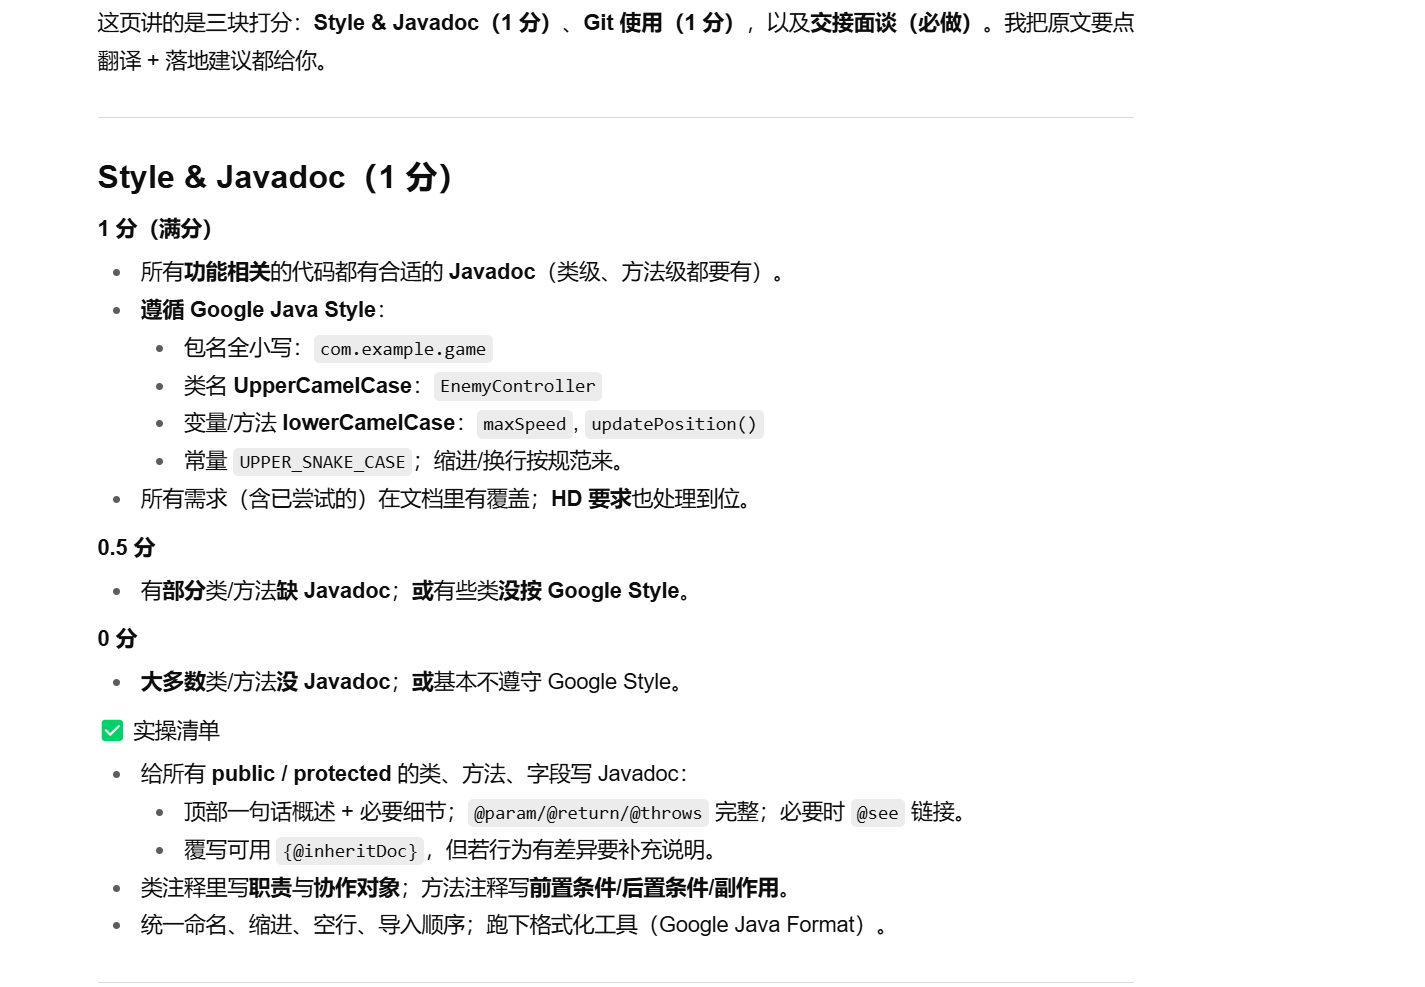 这页讲的是三块打分：Style & Javadoc（1 分）、Git 使用（1 分），以及交接面谈（必做）。我把原文要点
翻译 + 落地建议都给你。
Style & Javadoc（1 分）
1 分（满分）
所有功能相关的代码都有合适的 Javadoc（类级、方法级都要有）。
遵循 Google Java Style：
包名全小写：com.example.game
类名 UpperCamelCase：EnemyController
变量/方法 lowerCamelCase：maxSpeed, updatePosition()
常量 UPPER_SNAKE_CASE；缩进/换行按规范来。
所有需求（含已尝试的）在文档里有覆盖；HD 要求也处理到位。
0.5 分
有部分类/方法缺 Javadoc；或有些类没按 Google Style。
0 分
大多数类/方法没 Javadoc；或基本不遵守 Google Style。
✅ 实操清单
给所有 public / protected 的类、方法、字段写 Javadoc：
顶部一句话概述 + 必要细节；@param/@return/@throws 完整；必要时 @see 链接。
覆写可用 {@inheritDoc}，但若行为有差异要补充说明。
类注释里写职责与协作对象；方法注释写前置条件/后置条件/副作用。
统一命名、缩进、空行、导入顺序；跑下格式化工具（Google Java Format）。